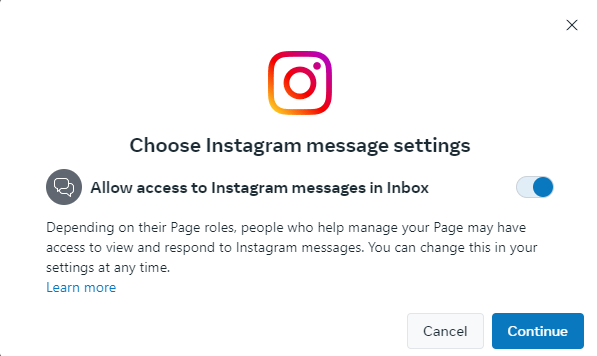 Choose Instagram message settings
Allow access to Instagram messages in Inbox
Depending on their Page roles, people who help manage your Page may have
access to view and respond to Instagram messages. You can change this in your
settings at any time.
Learn more
Cancel
Continue